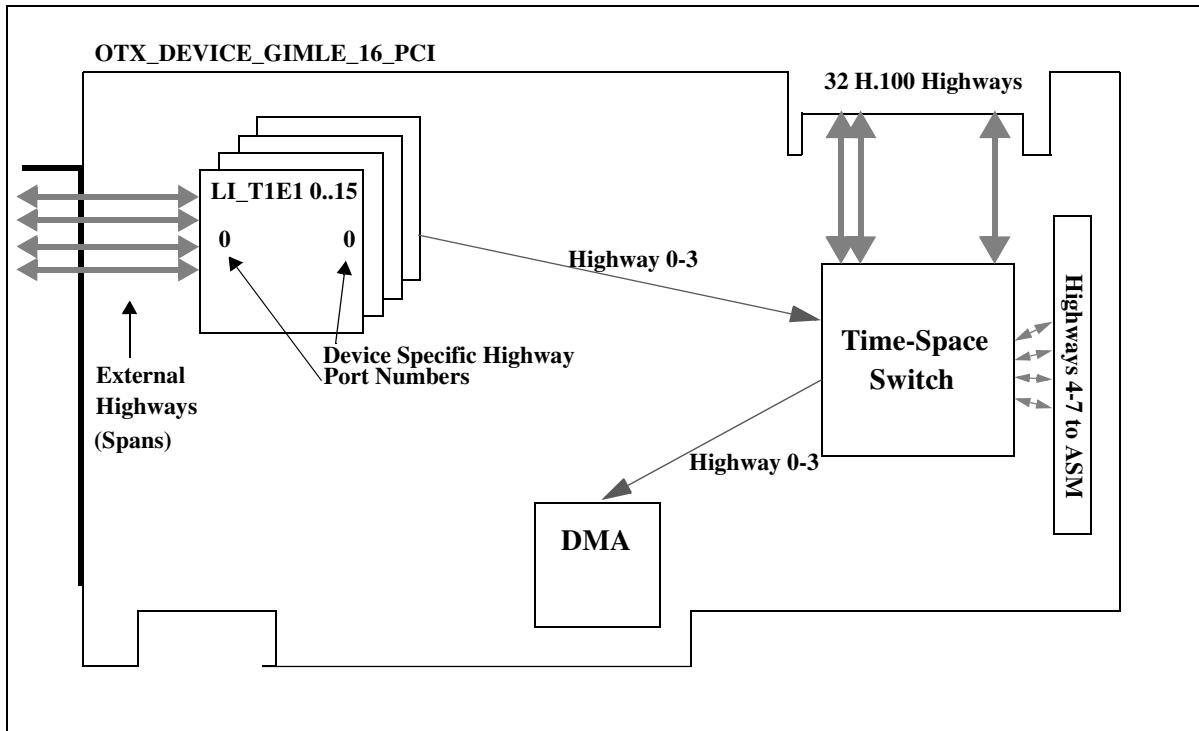 OTX_DEVICE_GIMLE_16_PCI
32 H.100 Highways
LI_T1E1 0..15
0 0
Highway 0-3
Device Specific Highway
Port Numbers
External
Highways
(Spans)
Time-Space
Switch
Highways 4-7 to ASM
Highway 0-3
DMA